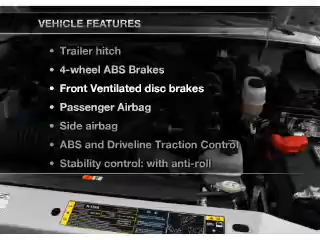 VEHICLE FEATURES
• Trailer hitch
• 4-wheel ABS Brakes
• Front Ventilated disc brakes
• Passenger Airbag
• Side airbag
• ABS and Driveline Traction Control
• Stability control: with anti-roll